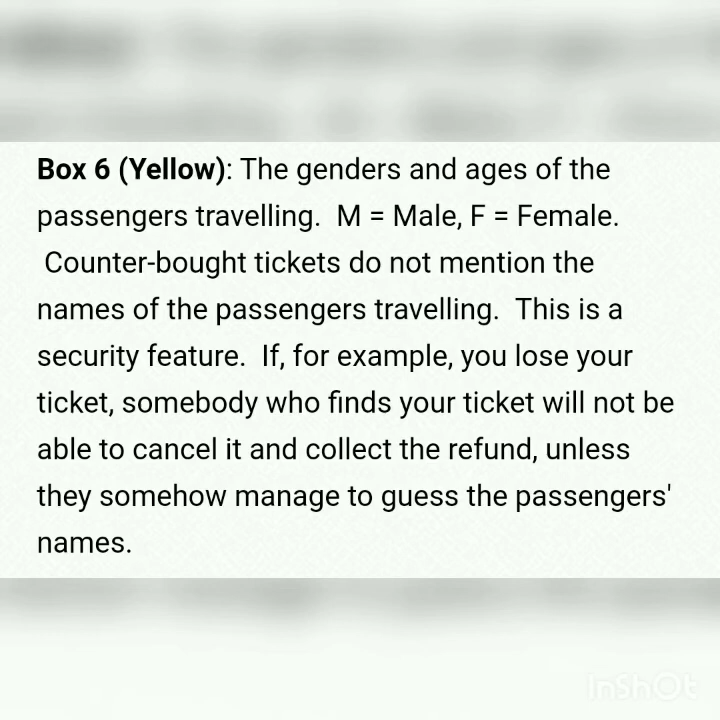 Box 6 (Yellow): The genders and ages of the
passengers travelling.  M = Male, F = Female.
Counter-bought tickets do not mention the
names of the passengers travelling.  This is a
security feature.  If, for example, you lose your
ticket, somebody who finds your ticket will not be
able to cancel it and collect the refund, unless
they somehow manage to guess the passengers'
names.
InShOt